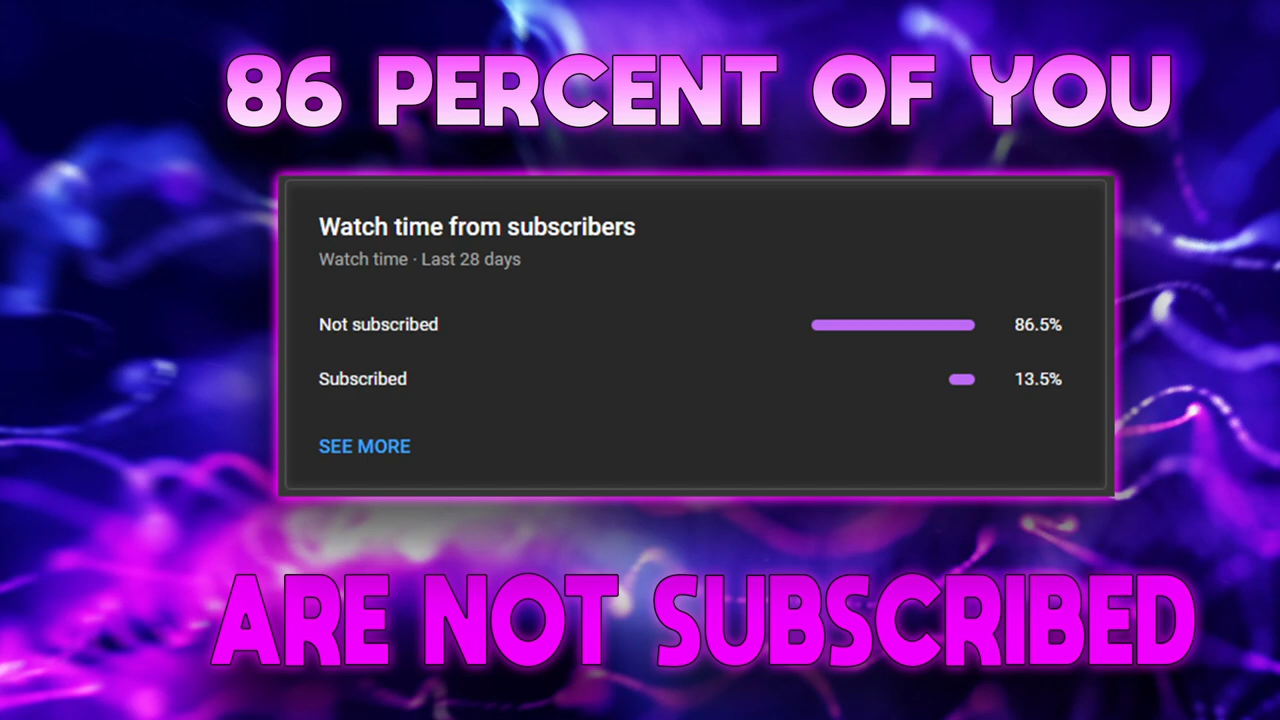 86 PERCENT OF YOU
Watch time from subscribers
Watch time · Last 28 days
Not subscribed 86.5%
Subscribed 13.5%
SEE MORE
ARE NOT SUBSCRIBED